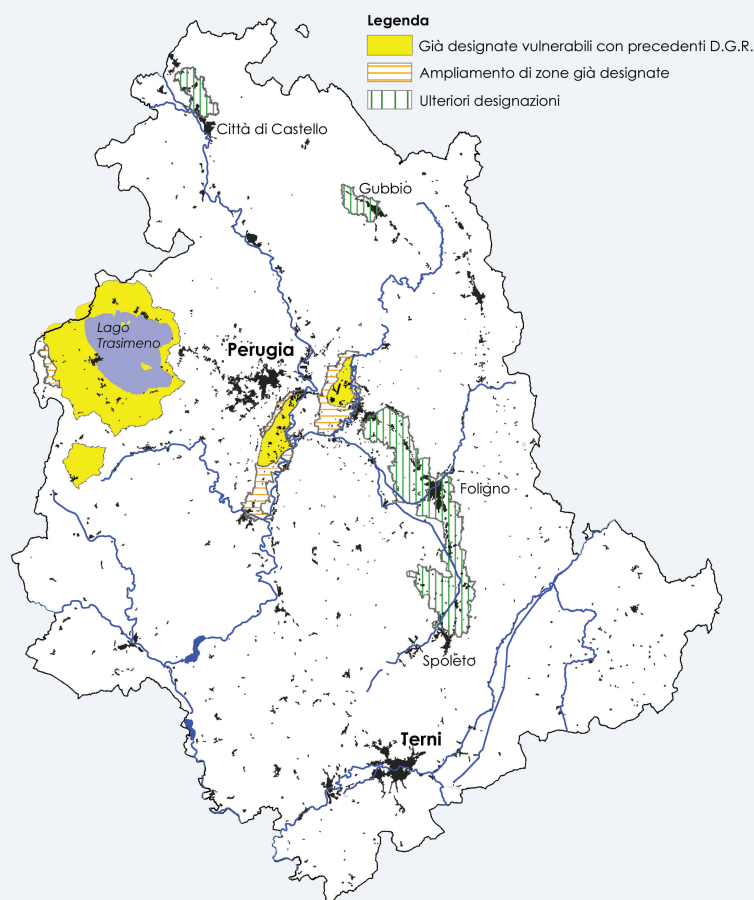 Legenda
Già designate vulnerabili con precedenti D.G.R.
Ampliamento di zone già designate
Ulteriori designazioni
Città di Castello
Gubbio
Lago
Trasimeno
Perugia
Foligno
Spoleto
Terni